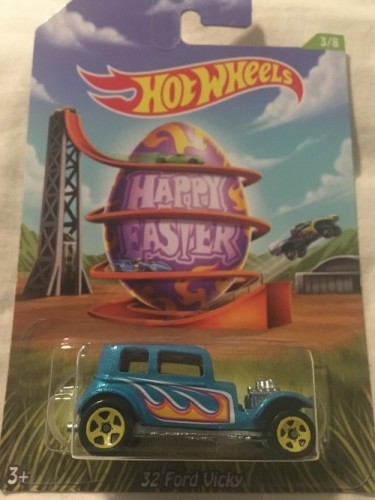 3/8
HOT WHEELS
HAPPY
EASTER
3+
32 Ford Vicky